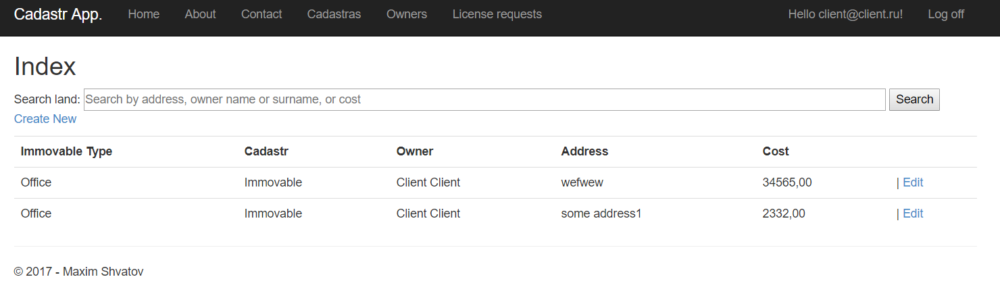 Cadastr App. Home About Contact Cadastras Owners License requests Hello client@client.ru! Log off
Index
Search land: Search by address, owner name or surname, or cost Search
Create New
Immovable Type Cadastr Owner Address Cost
Office Immovable Client Client wefwew 34565,00 | Edit
Office Immovable Client Client some address1 2332,00 | Edit
© 2017 - Maxim Shvatov